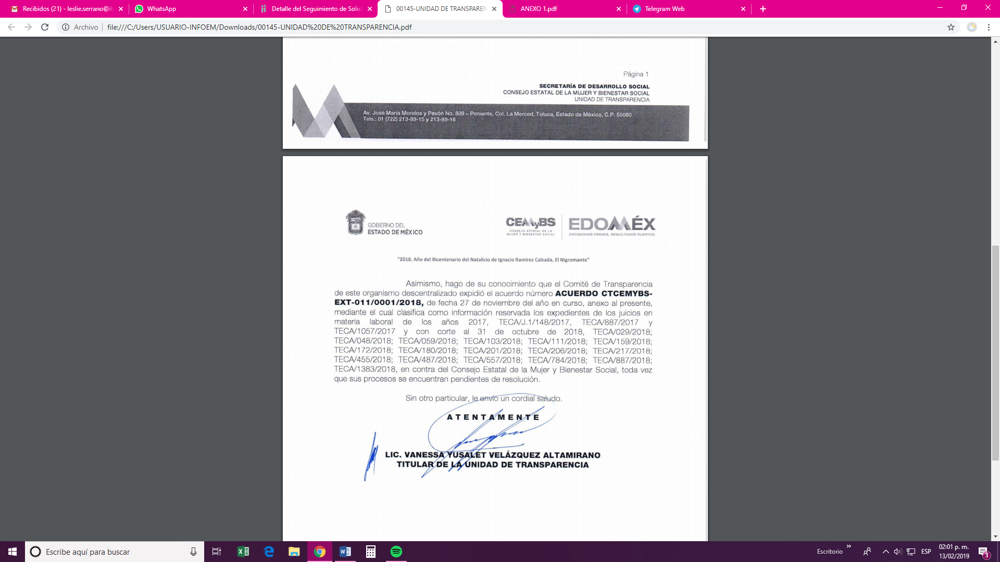 Recibidos (21) - leslie.serrano@it
WhatsApp
Detalle del Seguimiento de Solici
00145-UNIDAD DE TRANSPAREN
ANEXO 1.pdf
Telegram Web
Archivo
file:///C:/Users/USUARIO-INFOEM/Downloads/00145-UNIDAD%20DE%20TRANSPARENCIA.pdf
Página 1
SECRETARÍA DE DESARROLLO SOCIAL
CONSEJO ESTATAL DE LA MUJER Y BIENESTAR SOCIAL
UNIDAD DE TRANSPARENCIA
Av. José María Morelos y Pavón No. 809 – Poniente, Col. La Merced, Toluca, Estado de México, C.P. 50080
Tels.: 01 (722) 213-89-15 y 213-89-16
GOBIERNO DEL
ESTADO DE MÉXICO
CEMyBS
CONSEJO ESTATAL DE LA
MUJER Y BIENESTAR SOCIAL
EDOMÉX
DECISIONES FIRMES, RESULTADOS FUERTES.
"2018. Año del Bicentenario del Natalicio de Ignacio Ramírez Calzada, El Nigromante"
Asimismo, hago de su conocimiento que el Comité de Transparencia
de este organismo descentralizado expidió el acuerdo número ACUERDO CTCEMYBS-
EXT-011/0001/2018, de fecha 27 de noviembre del año en curso, anexo al presente,
mediante el cual clasifica como información reservada los expedientes de los juicios en
materia laboral de los años 2017, TECA/J.1/148/2017, TECA/887/2017 y
TECA/1057/2017 y con corte al 31 de octubre de 2018, TECA/029/2018;
TECA/048/2018; TECA/059/2018; TECA/103/2018; TECA/111/2018; TECA/159/2018;
TECA/172/2018; TECA/180/2018; TECA/201/2018; TECA/206/2018; TECA/217/2018;
TECA/455/2018; TECA/487/2018; TECA/557/2018; TECA/784/2018; TECA/887/2018;
TECA/1383/2018, en contra del Consejo Estatal de la Mujer y Bienestar Social, toda vez
que sus procesos se encuentran pendientes de resolución.
Sin otro particular, le envío un cordial saludo.
A T E N T A M E N T E
LIC. VANESSA YUSALET VELÁZQUEZ ALTAMIRANO
TITULAR DE LA UNIDAD DE TRANSPARENCIA
Escribe aquí para buscar
Escritorio
ESP
02:01 p. m.
13/02/2019
3